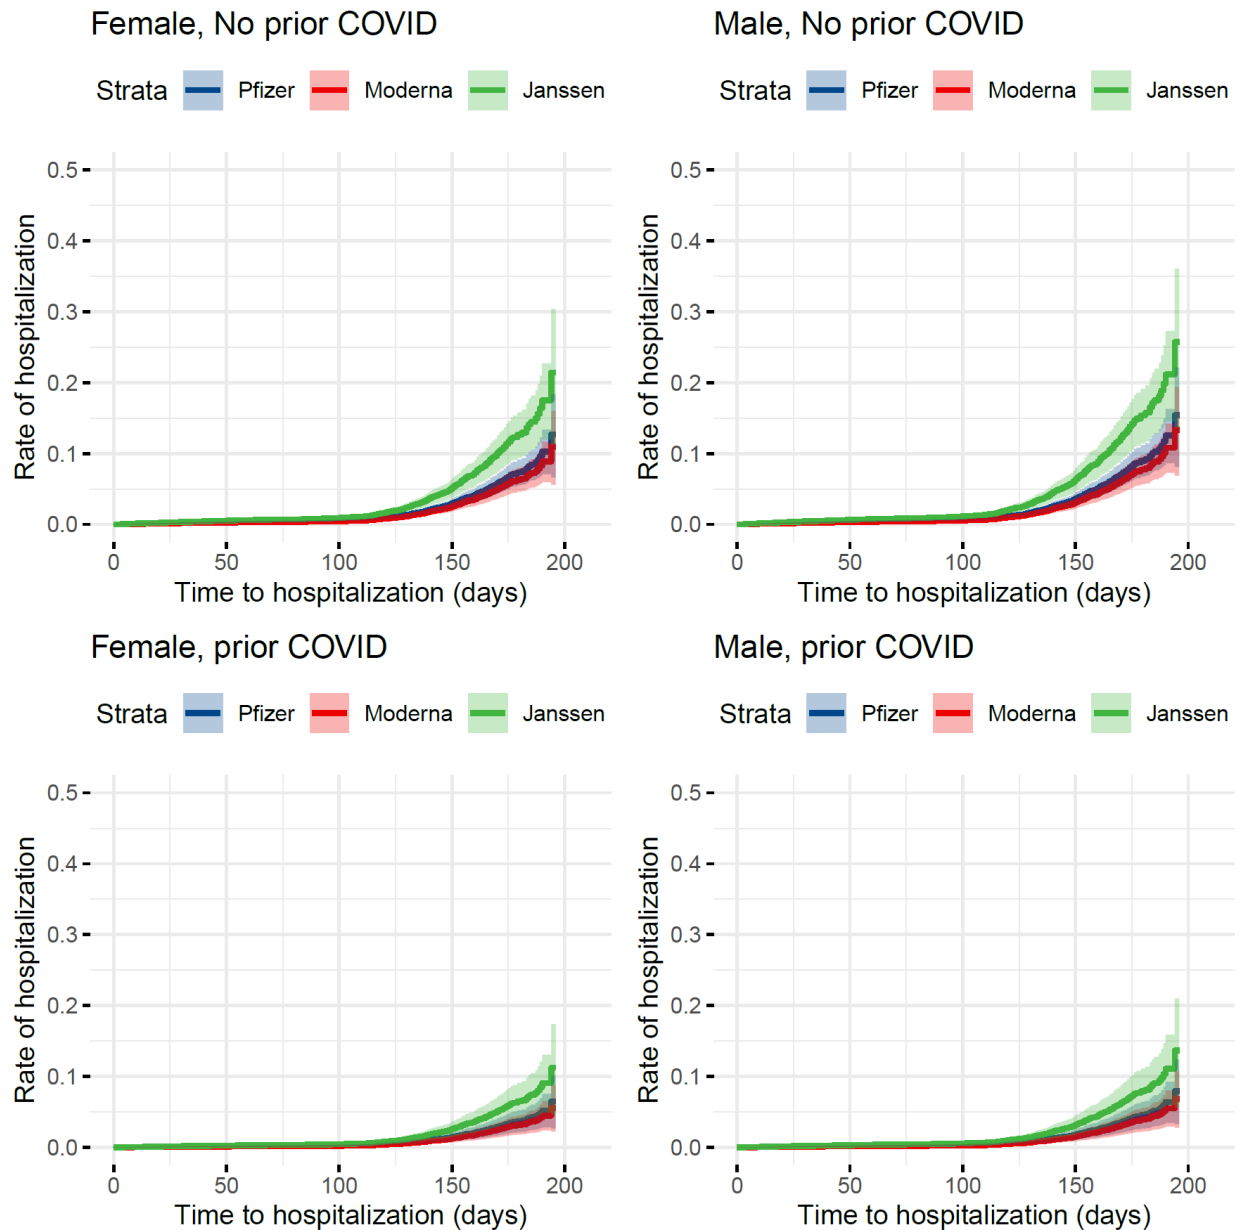 Female, No prior COVID
Strata Pfizer Moderna Janssen
0.5
0.4
0.3
0.2
0.1
0.0
Rate of hospitalization
0 50 100 150 200
Time to hospitalization (days)
Male, No prior COVID
Strata Pfizer Moderna Janssen
0.5
0.4
0.3
0.2
0.1
0.0
Rate of hospitalization
0 50 100 150 200
Time to hospitalization (days)
Female, prior COVID
Strata Pfizer Moderna Janssen
0.5
0.4
0.3
0.2
0.1
0.0
Rate of hospitalization
0 50 100 150 200
Time to hospitalization (days)
Male, prior COVID
Strata Pfizer Moderna Janssen
0.5
0.4
0.3
0.2
0.1
0.0
Rate of hospitalization
0 50 100 150 200
Time to hospitalization (days)